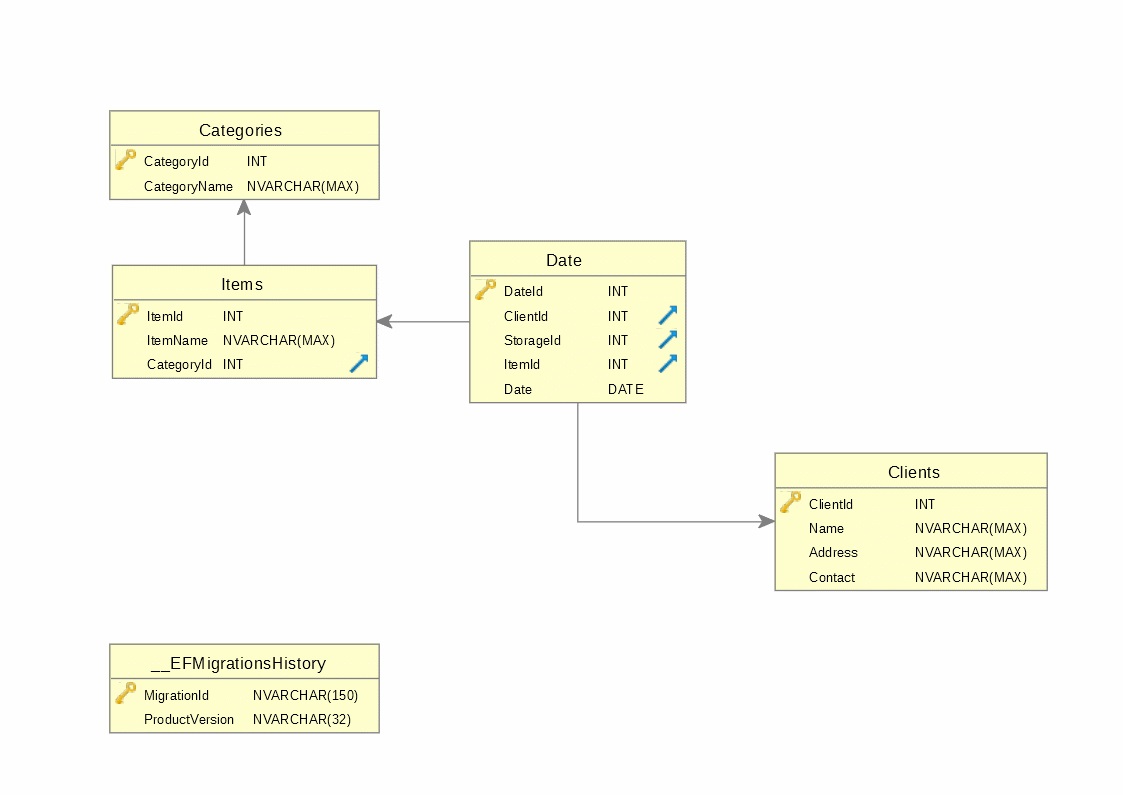 Categories
CategoryId INT
CategoryName NVARCHAR(MAX)
Items
ItemId INT
ItemName NVARCHAR(MAX)
CategoryId INT
Date
DateId INT
ClientId INT
StorageId INT
ItemId INT
Date DATE
Clients
ClientId INT
Name NVARCHAR(MAX)
Address NVARCHAR(MAX)
Contact NVARCHAR(MAX)
__EFMigrationsHistory
MigrationId NVARCHAR(150)
ProductVersion NVARCHAR(32)